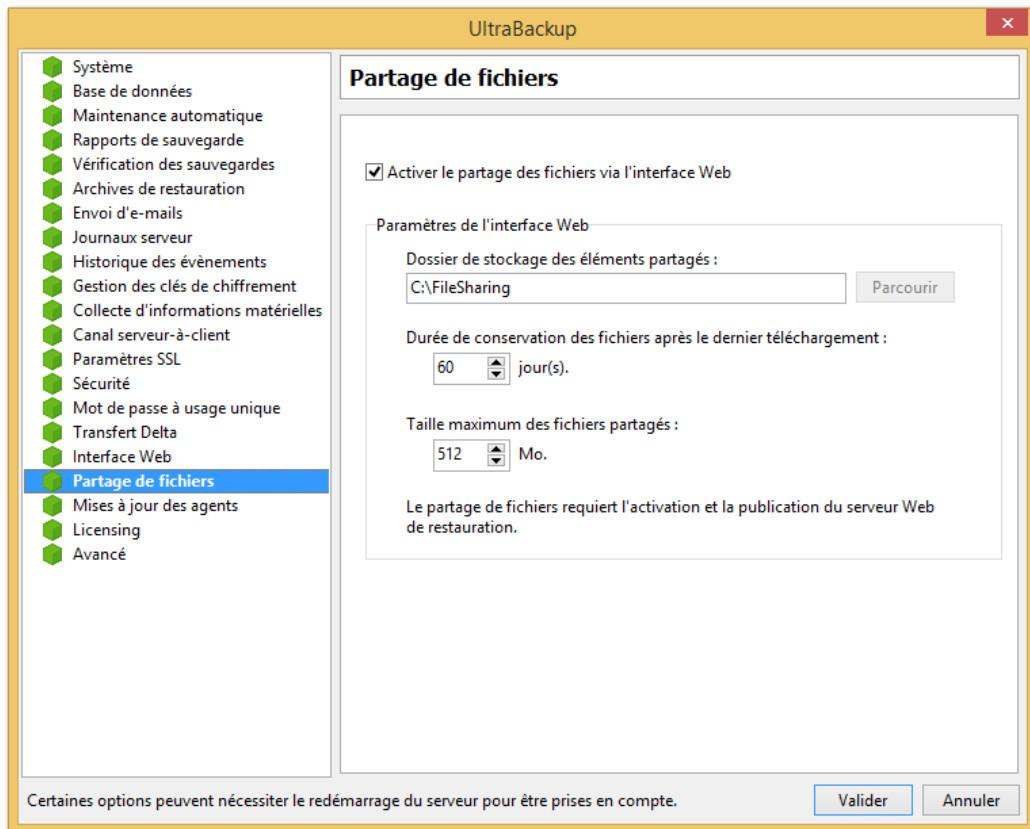 UltraBackup
Système
Base de données
Maintenance automatique
Rapports de sauvegarde
Vérification des sauvegardes
Archives de restauration
Envoi d'e-mails
Journaux serveur
Historique des évènements
Gestion des clés de chiffrement
Collecte d'informations matérielles
Canal serveur-à-client
Paramètres SSL
Sécurité
Mot de passe à usage unique
Transfert Delta
Interface Web
Partage de fichiers
Mises à jour des agents
Licensing
Avancé
Partage de fichiers
Activer le partage des fichiers via l'interface Web
Paramètres de l'interface Web
Dossier de stockage des éléments partagés :
C:\FileSharing
Parcourir
Durée de conservation des fichiers après le dernier téléchargement :
60 jour(s).
Taille maximum des fichiers partagés :
512 Mo.
Le partage de fichiers requiert l'activation et la publication du serveur Web
de restauration.
Certaines options peuvent nécessiter le redémarrage du serveur pour être prises en compte.
Valider
Annuler